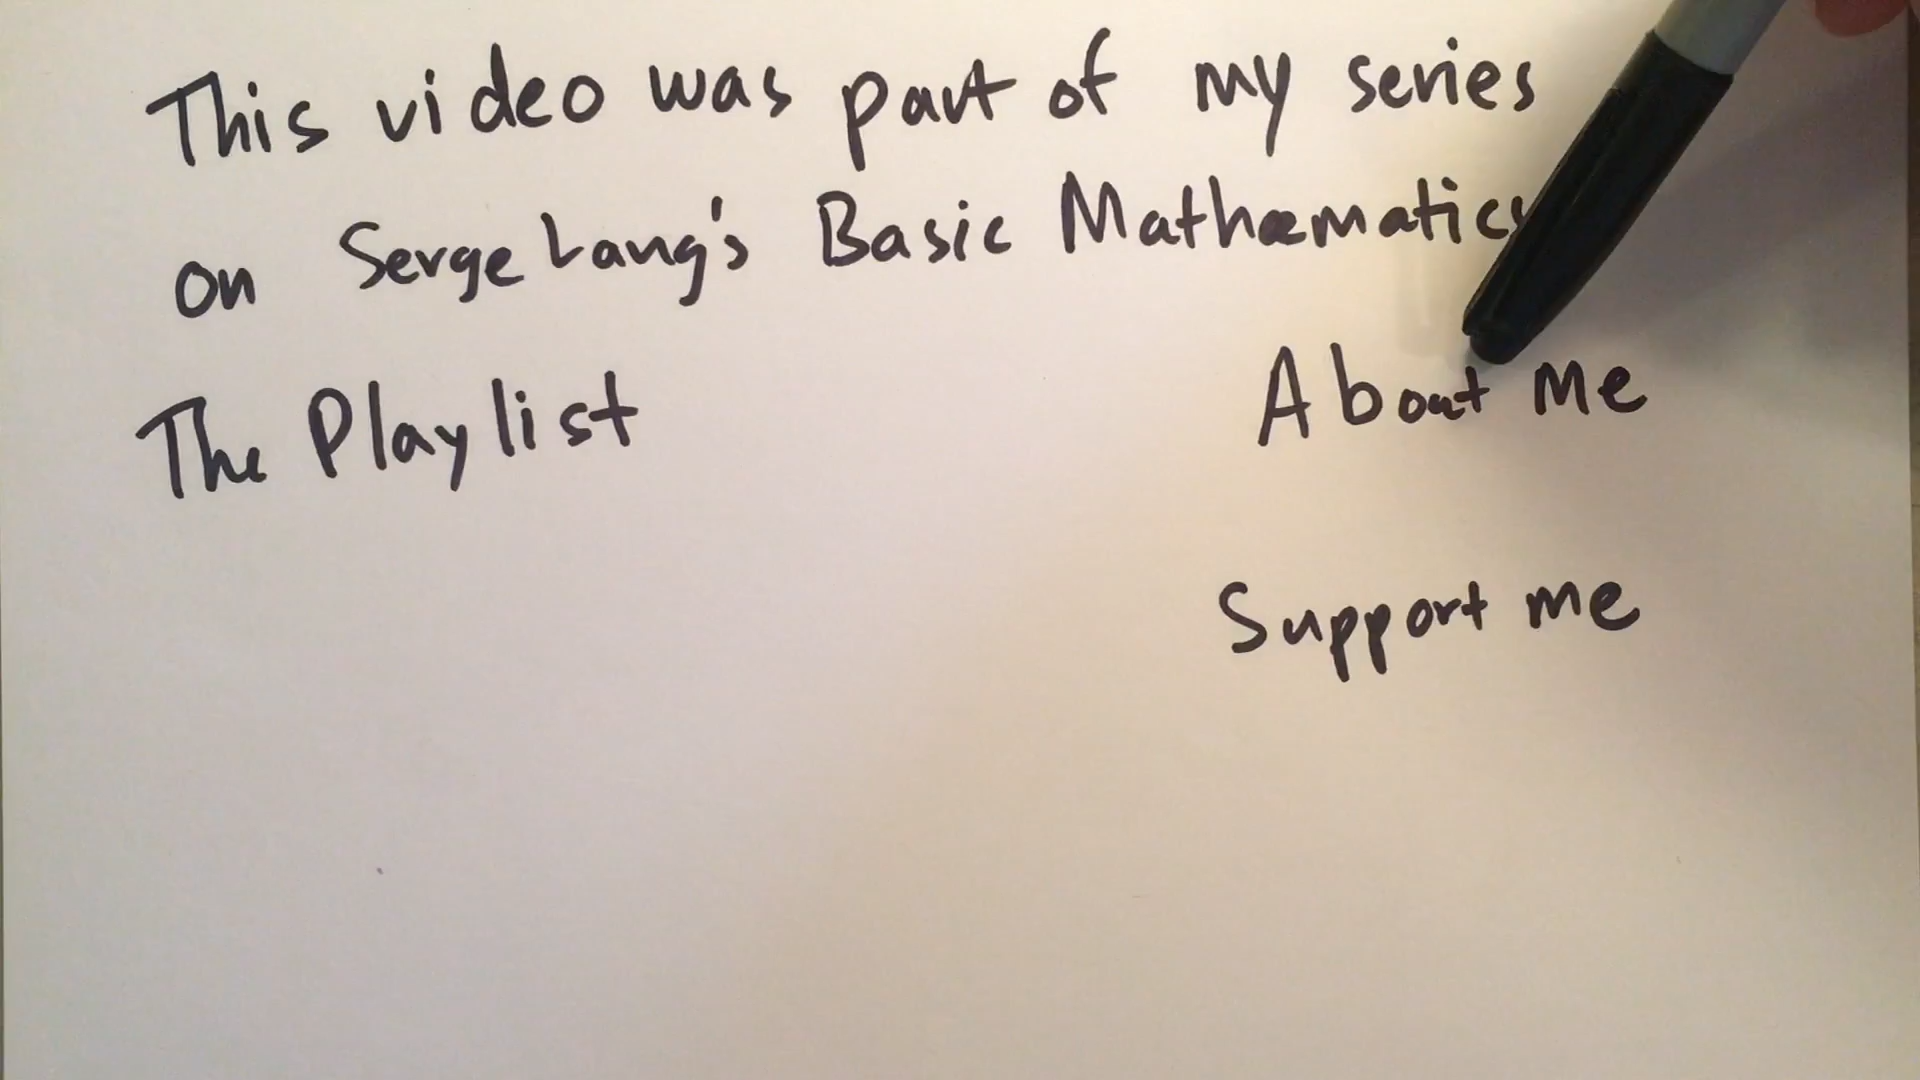 This video was part of my series
on Serge Lang's Basic Mathematics
The Playlist
About Me
Support me